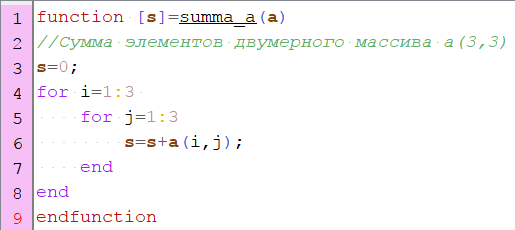 1 function [s]=summa_a(a)
2 //Сумма элементов двумерного массива a(3,3)
3 s=0;
4 for i=1:3
5     for j=1:3
6         s=s+a(i,j);
7     end
8 end
9 endfunction